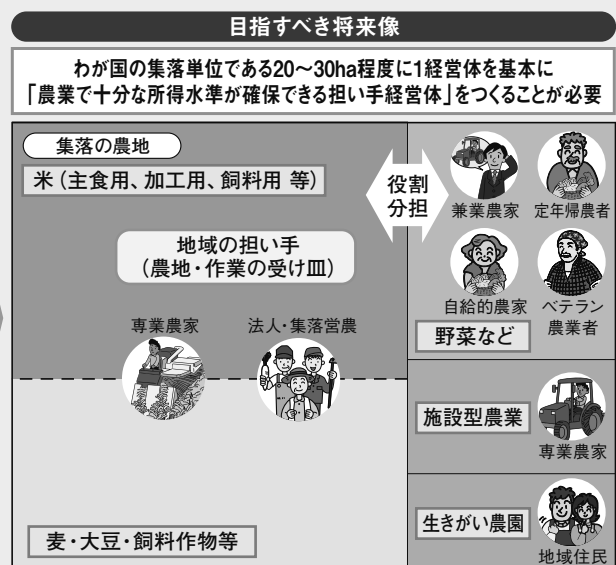 目指すべき将来像
わが国の集落単位である20〜30ha程度に1経営体を基本に
「農業で十分な所得水準が確保できる担い手経営体」をつくることが必要
集落の農地
米（主食用、加工用、飼料用 等）
地域の担い手
（農地・作業の受け皿）
専業農家
法人・集落営農
麦・大豆・飼料作物等
役割
分担
兼業農家
定年帰農者
自給的農家
ベテラン
農業者
野菜など
施設型農業
専業農家
生きがい農園
地域住民